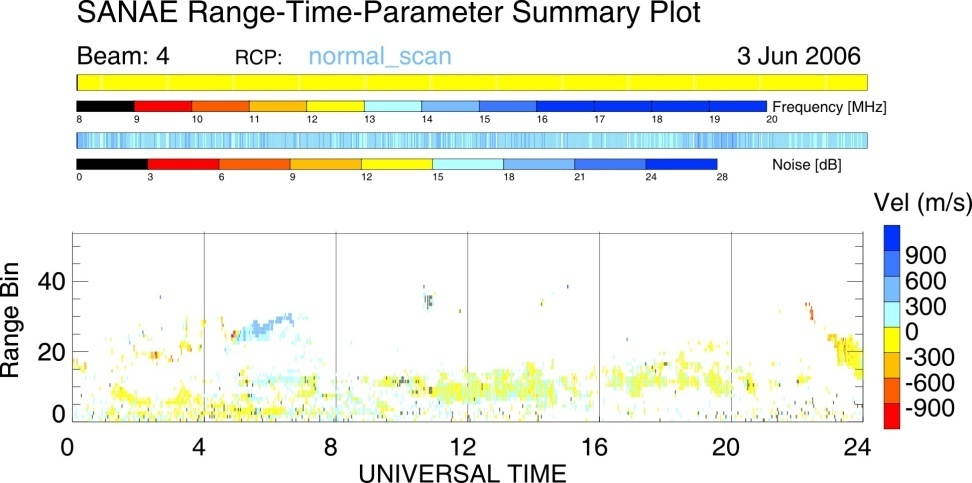 SANAE Range-Time-Parameter Summary Plot
Beam: 4 RCP: normal_scan 3 Jun 2006
Frequency [MHz]
8 9 10 11 12 13 14 15 16 17 18 19 20
Noise [dB]
0 3 6 9 12 15 18 21 24 28
Vel (m/s)
900
600
300
0
-300
-600
-900
Range Bin
40
20
0
0 4 8 12 16 20 24
UNIVERSAL TIME